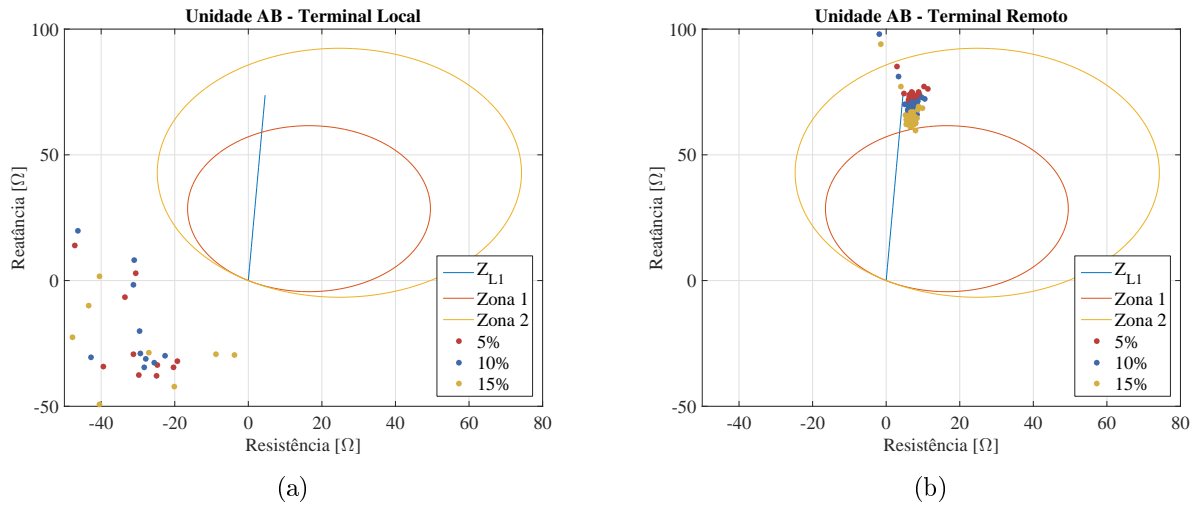 Unidade AB - Terminal Local
100
50
0
-50
-40
-20
0
20
40
60
80
Reatância [Ω]
Resistência [Ω]
Z_L1
Zona 1
Zona 2
5%
10%
15%
(a)
Unidade AB - Terminal Remoto
100
50
0
-50
-40
-20
0
20
40
60
80
Reatância [Ω]
Resistência [Ω]
Z_L1
Zona 1
Zona 2
5%
10%
15%
(b)